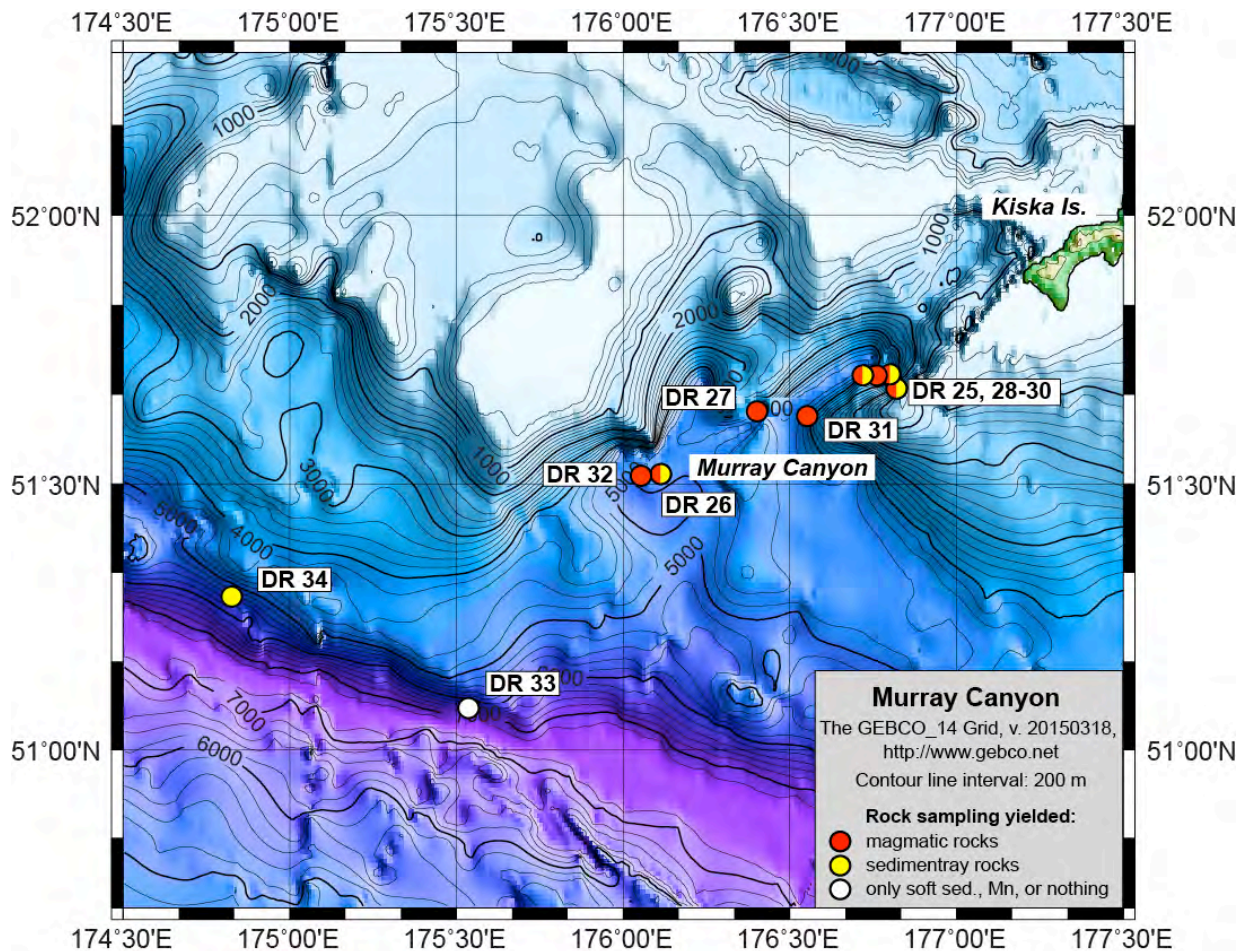 174˚30'E 175˚00'E 175˚30'E 176˚00'E 176˚30'E 177˚00'E 177˚30'E
1000
52˚00'N
Kiska Is.
52˚00'N
1000
2000
2000
DR 27
DR 25, 28-30
DR 31
1000
3000
Murray Canyon
DR 32
51˚30'N
51˚30'N
DR 26
5000
4000
5000
DR 34
DR 33
7000
6000
51˚00'N
51˚00'N
Murray Canyon
The GEBCO_14 Grid, v. 20150318,
http://www.gebco.net
Contour line interval: 200 m
Rock sampling yielded:
magmatic rocks
sedimentray rocks
only soft sed., Mn, or nothing
174˚30'E 175˚00'E 175˚30'E 176˚00'E 176˚30'E 177˚00'E 177˚30'E